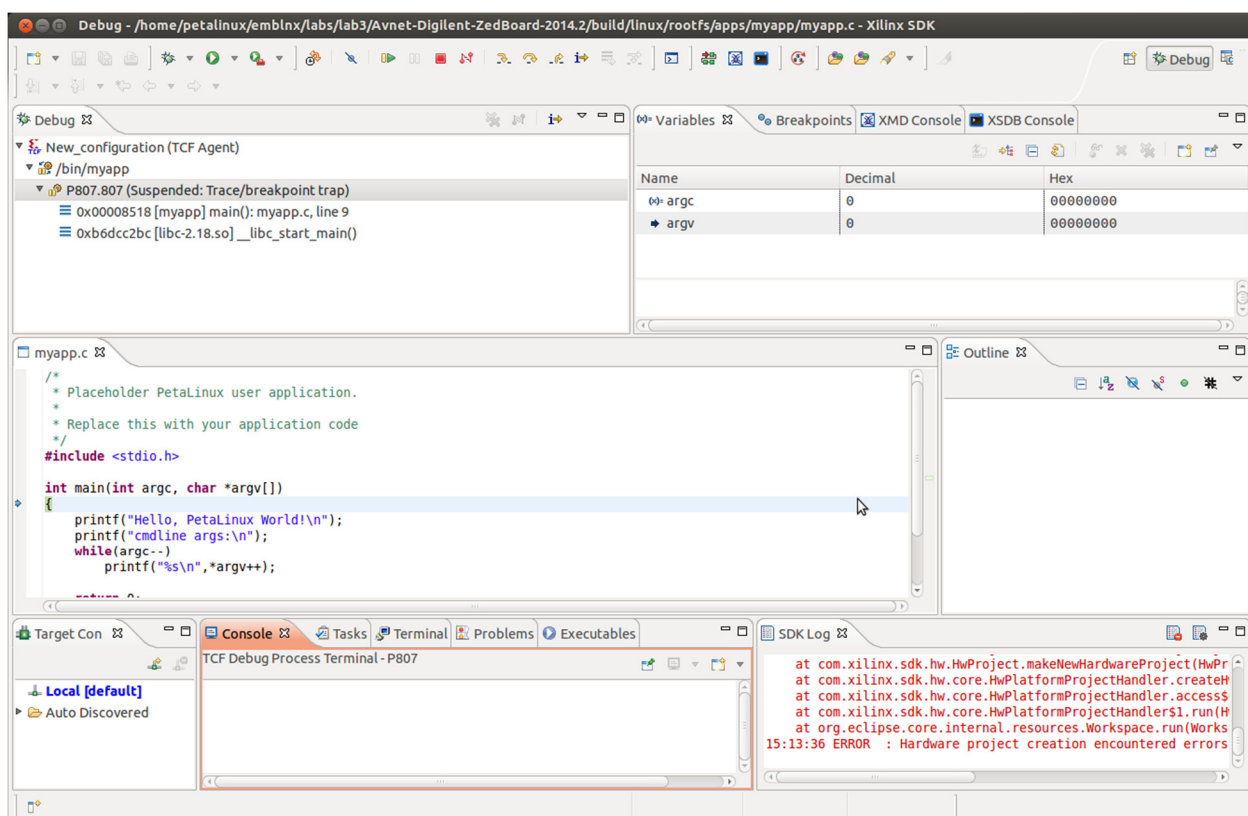 Debug - /home/petalinux/emblnx/labs/lab3/Avnet-Digilent-ZedBoard-2014.2/build/linux/rootfs/apps/myapp/myapp.c - Xilinx SDK
Debug
Debug
New_configuration (TCF Agent)
/bin/myapp
P807.807 (Suspended: Trace/breakpoint trap)
0x00008518 [myapp] main(): myapp.c, line 9
0xb6dcc2bc [libc-2.18.so] __libc_start_main()
Variables Breakpoints XMD Console XSDB Console
Name Decimal Hex
argc 0 00000000
argv 0 00000000
myapp.c
/*
* Placeholder PetaLinux user application.
*
* Replace this with your application code
*/
#include <stdio.h>
int main(int argc, char *argv[])
{
printf("Hello, PetaLinux World!\n");
printf("cmdline args:\n");
while(argc--)
printf("%s\n",*argv++);
return 0;
Outline
Target Con
Local [default]
Auto Discovered
Console Tasks Terminal Problems Executables
TCF Debug Process Terminal - P807
SDK Log
at com.xilinx.sdk.hw.HwProject.makeNewHardwareProject(HwPr
at com.xilinx.sdk.hw.core.HwPlatformProjectHandler.createH
at com.xilinx.sdk.hw.core.HwPlatformProjectHandler.access$
at com.xilinx.sdk.hw.core.HwPlatformProjectHandler$1.run(H
at org.eclipse.core.internal.resources.Workspace.run(Works
15:13:36 ERROR : Hardware project creation encountered errors